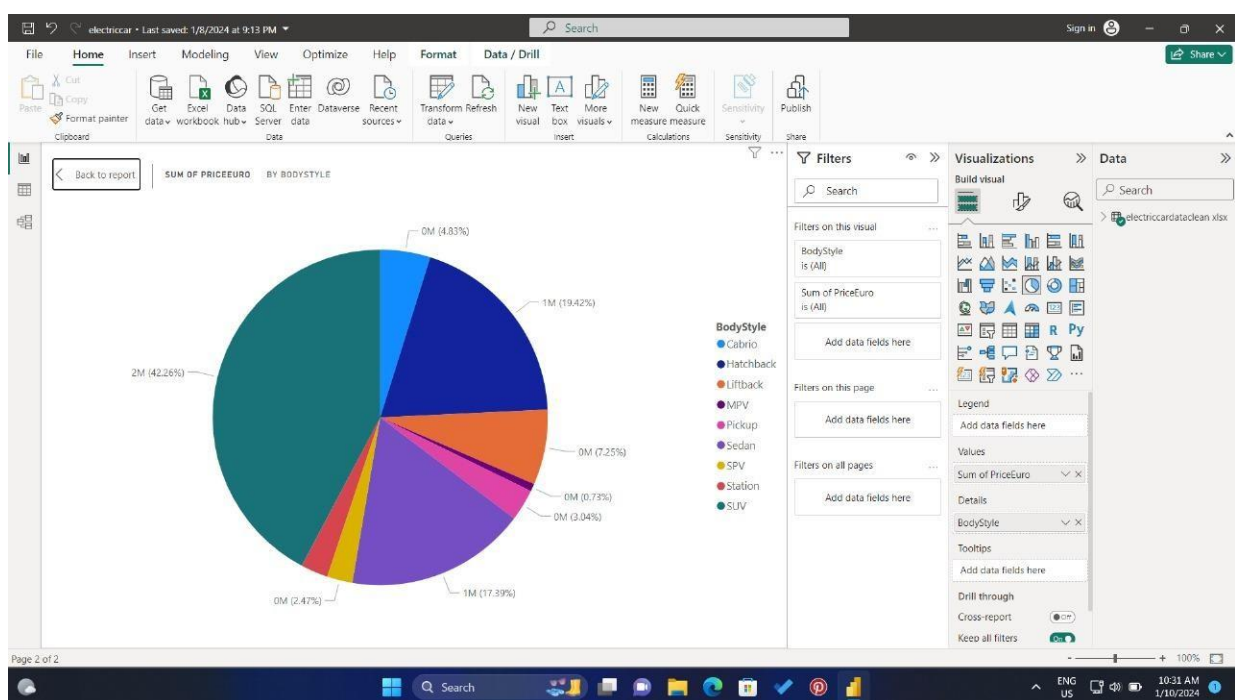 electriccar • Last saved: 1/8/2024 at 9:13 PM
Search
Sign in
File Home Insert Modeling View Optimize Help Format Data / Drill
Share
Paste
Cut
Copy
Format painter
Clipboard
Get data
Excel workbook
Data hub
SQL Server
Enter data
Dataverse
Recent sources
Data
Transform data
Refresh
Queries
New visual
Text box
More visuals
Insert
New measure
Quick measure
Calculations
Sensitivity
Sensitivity
Publish
Share
Back to report
SUM OF PRICEEURO BY BODYSTYLE
0M (4.83%)
1M (19.42%)
2M (42.26%)
0M (7.25%)
0M (0.73%)
0M (3.04%)
1M (17.39%)
0M (2.47%)
BodyStyle
Cabrio
Hatchback
Liftback
MPV
Pickup
Sedan
SPV
Station
SUV
Filters
Search
Filters on this visual
BodyStyle
is (All)
Sum of PriceEuro
is (All)
Add data fields here
Filters on this page
Add data fields here
Filters on all pages
Add data fields here
Visualizations
Build visual
R Py
Legend
Add data fields here
Values
Sum of PriceEuro
Details
BodyStyle
Tooltips
Add data fields here
Drill through
Cross-report
Off
Keep all filters
On
Data
Search
electriccardataclean xlsx
Page 2 of 2
100%
Search
ENG
US
10:31 AM
1/10/2024